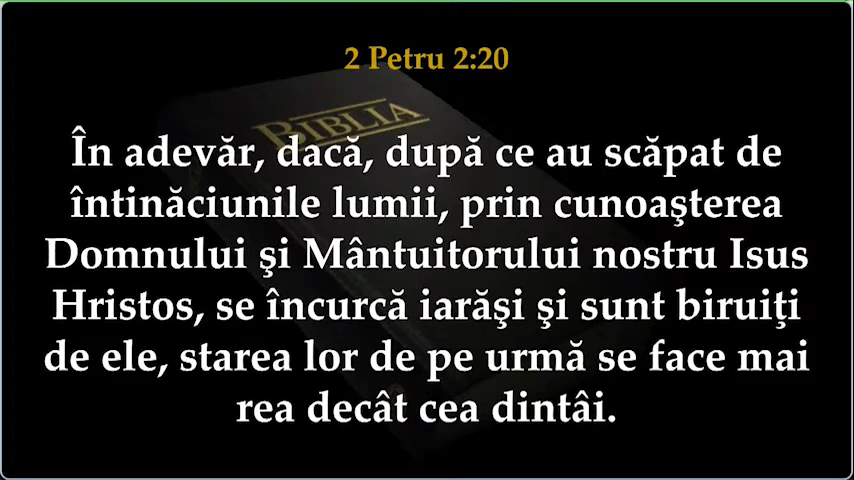 2 Petru 2:20
BIBLIA
În adevăr, dacă, după ce au scăpat de
întinăciunile lumii, prin cunoaşterea
Domnului şi Mântuitorului nostru Isus
Hristos, se încurcă iarăşi şi sunt biruiţi
de ele, starea lor de pe urmă se face mai
rea decât cea dintâi.